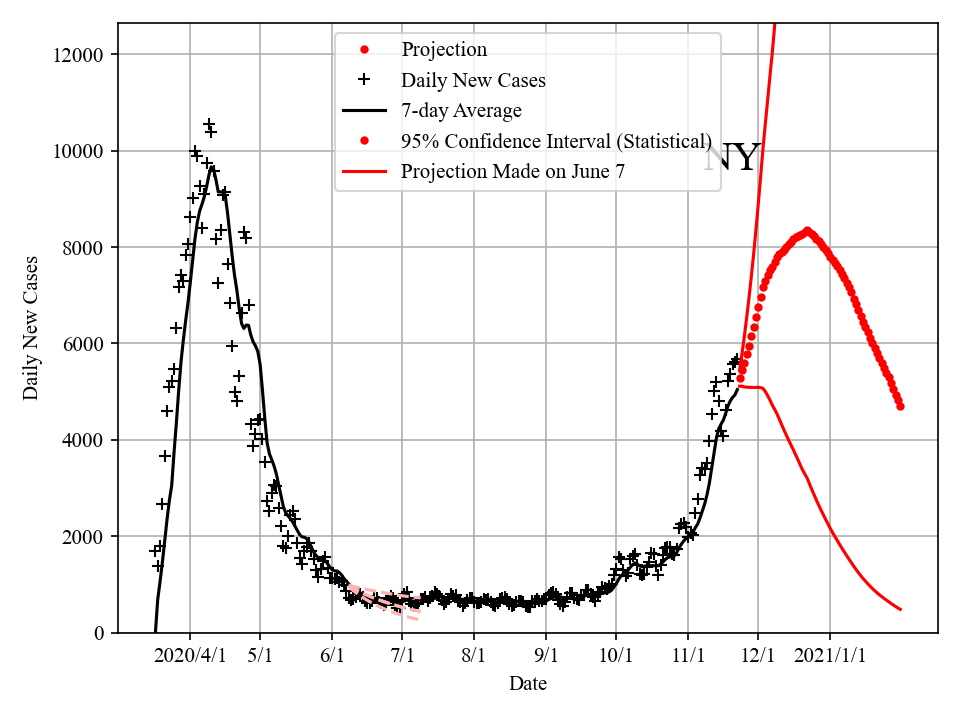 12000
10000
8000
6000
4000
2000
0
Daily New Cases
Projection
Daily New Cases
7-day Average
95% Confidence Interval (Statistical)
Projection Made on June 7
NY
2020/4/1 5/1 6/1 7/1 8/1 9/1 10/1 11/1 12/1 2021/1/1
Date